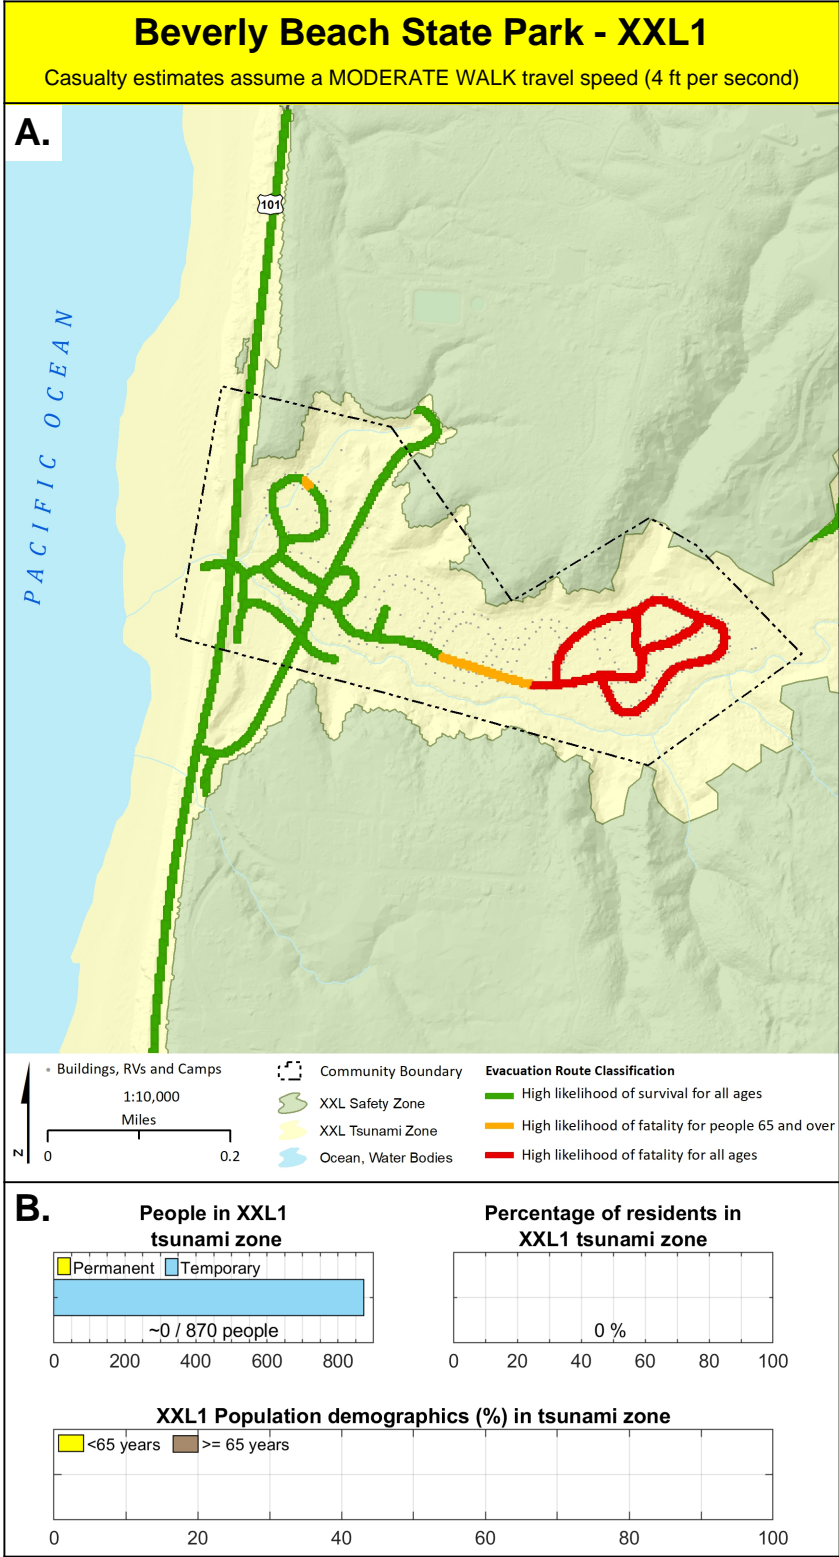 Beverly Beach State Park - XXL1
Casualty estimates assume a MODERATE WALK travel speed (4 ft per second)
A.
101
PACIFIC OCEAN
Buildings, RVs and Camps
1:10,000
Miles
0 0.2
N
Community Boundary
XXL Safety Zone
XXL Tsunami Zone
Ocean, Water Bodies
Evacuation Route Classification
High likelihood of survival for all ages
High likelihood of fatality for people 65 and over
High likelihood of fatality for all ages
B.
People in XXL1
tsunami zone
Permanent Temporary
~0 / 870 people
0 200 400 600 800
Percentage of residents in
XXL1 tsunami zone
0 %
0 20 40 60 80 100
XXL1 Population demographics (%) in tsunami zone
<65 years >= 65 years
0 20 40 60 80 100